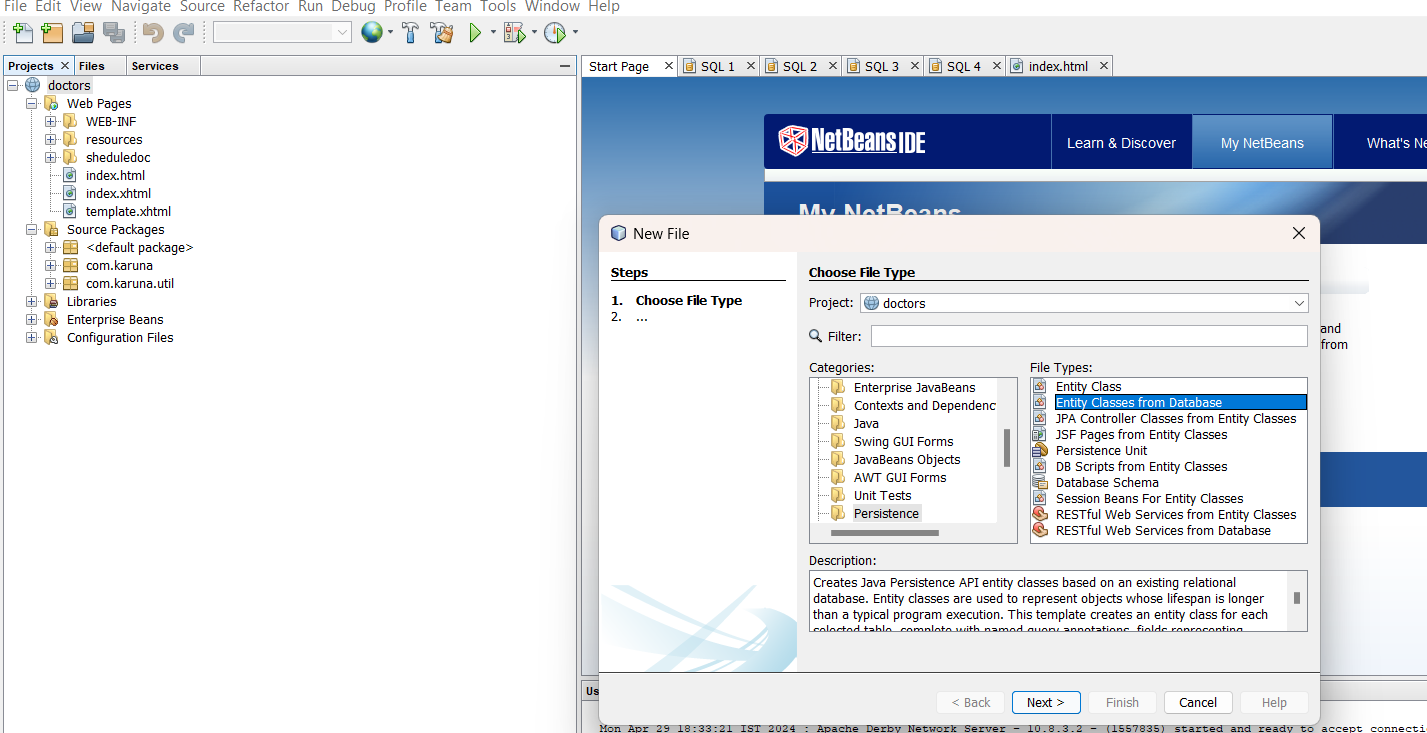 File Edit View Navigate Source Refactor Run Debug Profile Team Tools Window Help
Projects Files Services
doctors
Web Pages
WEB-INF
resources
sheduledoc
index.html
index.xhtml
template.xhtml
Source Packages
<default package>
com.karuna
com.karuna.util
Libraries
Enterprise Beans
Configuration Files
Start Page SQL 1 SQL 2 SQL 3 SQL 4 index.html
NetBeans IDE Learn & Discover My NetBeans What's Ne
My NetBeans
and
from
New File
Steps
1. Choose File Type
2. ...
Choose File Type
Project: doctors
Filter:
Categories:
Enterprise JavaBeans
Contexts and Dependenc
Java
Swing GUI Forms
JavaBeans Objects
AWT GUI Forms
Unit Tests
Persistence
File Types:
Entity Class
Entity Classes from Database
JPA Controller Classes from Entity Classes
JSF Pages from Entity Classes
Persistence Unit
DB Scripts from Entity Classes
Database Schema
Session Beans For Entity Classes
RESTful Web Services from Entity Classes
RESTful Web Services from Database
Description:
Creates Java Persistence API entity classes based on an existing relational
database. Entity classes are used to represent objects whose lifespan is longer
than a typical program execution. This template creates an entity class for each
selected table, complete with named query annotations, fields representing
< Back Next > Finish Cancel Help
Us
Mon Apr 29 18:33:21 IST 2024 : Apache Derby Network Server - 10.8.3.2 - (1557835) started and ready to accept connecti